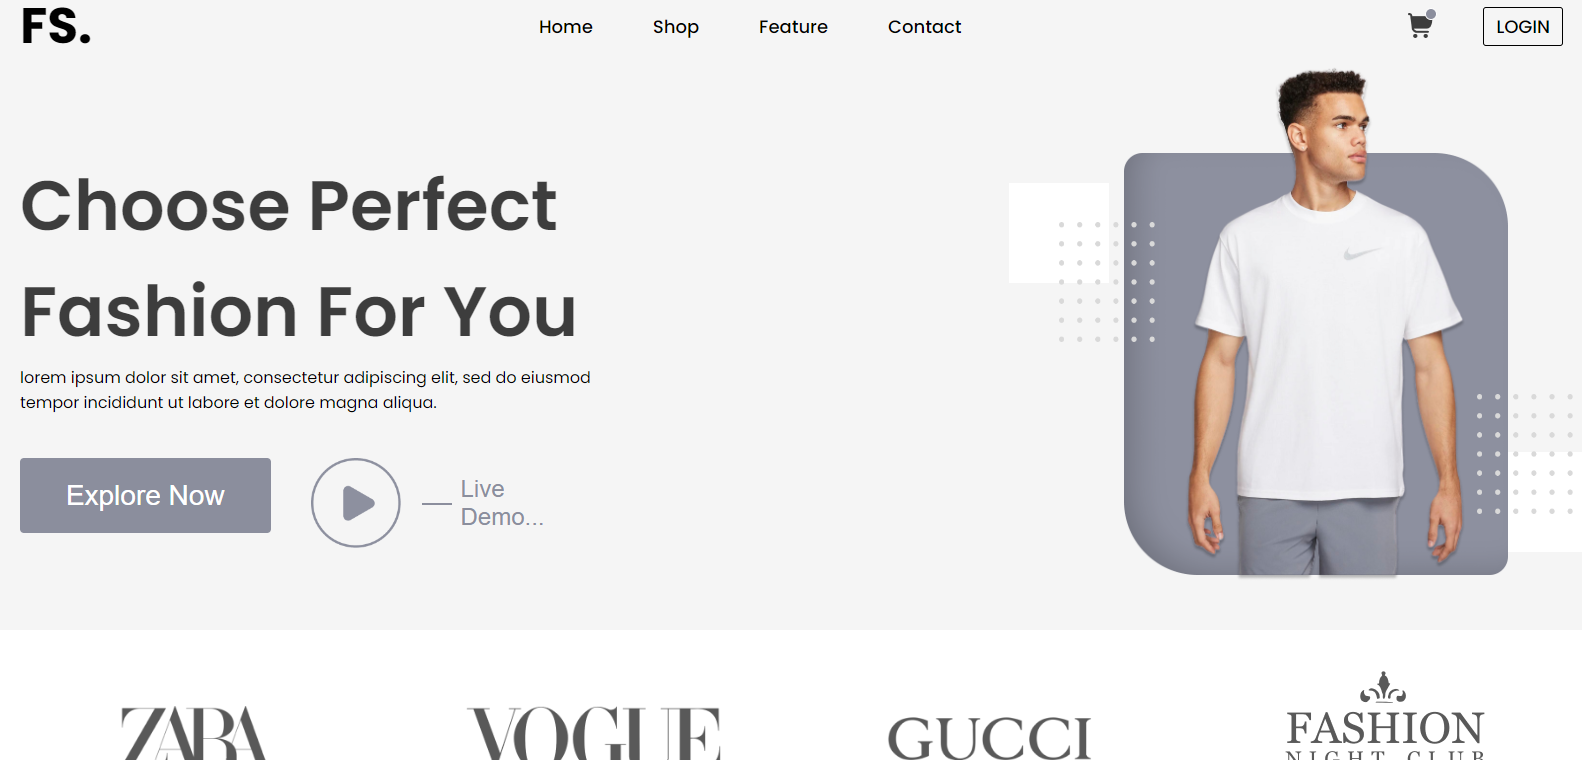 FS.
Home
Shop
Feature
Contact
LOGIN
Choose Perfect
Fashion For You
lorem ipsum dolor sit amet, consectetur adipiscing elit, sed do eiusmod
tempor incididunt ut labore et dolore magna aliqua.
Explore Now
Live
Demo...
ZARA
VOGUE
GUCCI
FASHION
NIGHT CLUB